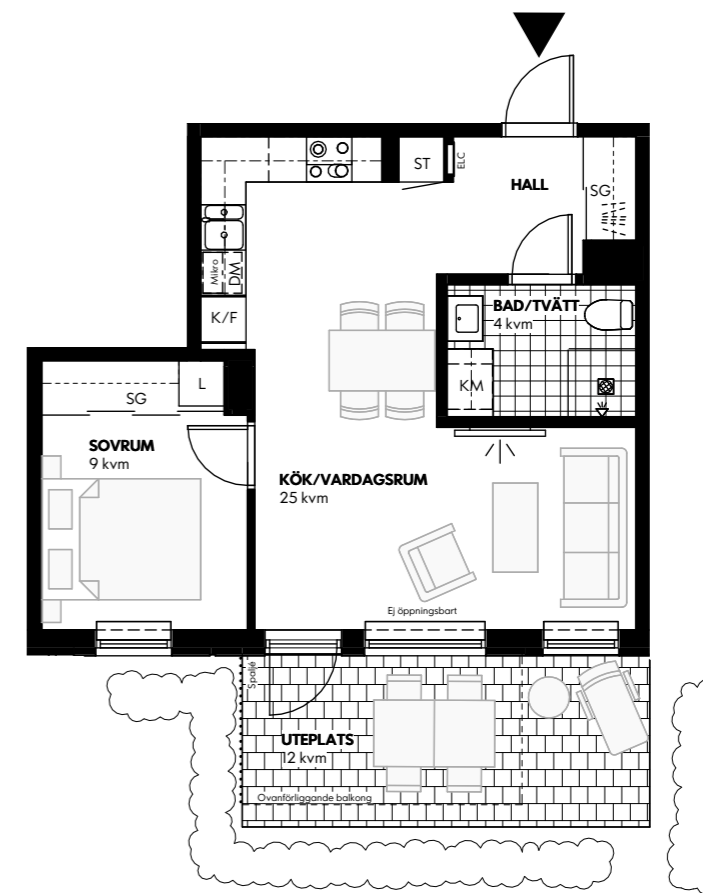 ST
ELC
HALL
SG
Mikro
DM
K/F
BAD/TVÄTT
4 kvm
KM
L
SG
SOVRUM
9 kvm
KÖK/VARDAGSRUM
25 kvm
Ej öppningsbart
Spaljé
UTEPLATS
12 kvm
Ovanförliggande balkong